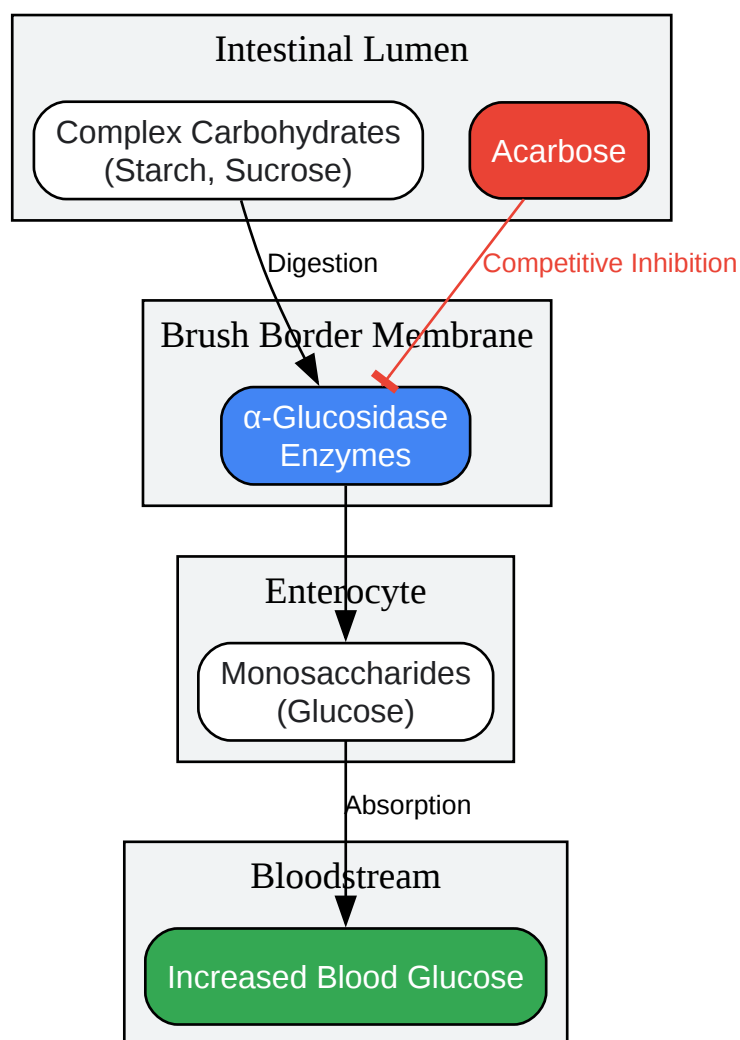 Intestinal Lumen
Complex Carbohydrates
(Starch, Sucrose)
Acarbose
Digestion
Competitive Inhibition
Brush Border Membrane
α-Glucosidase
Enzymes
Enterocyte
Monosaccharides
(Glucose)
Absorption
Bloodstream
Increased Blood Glucose